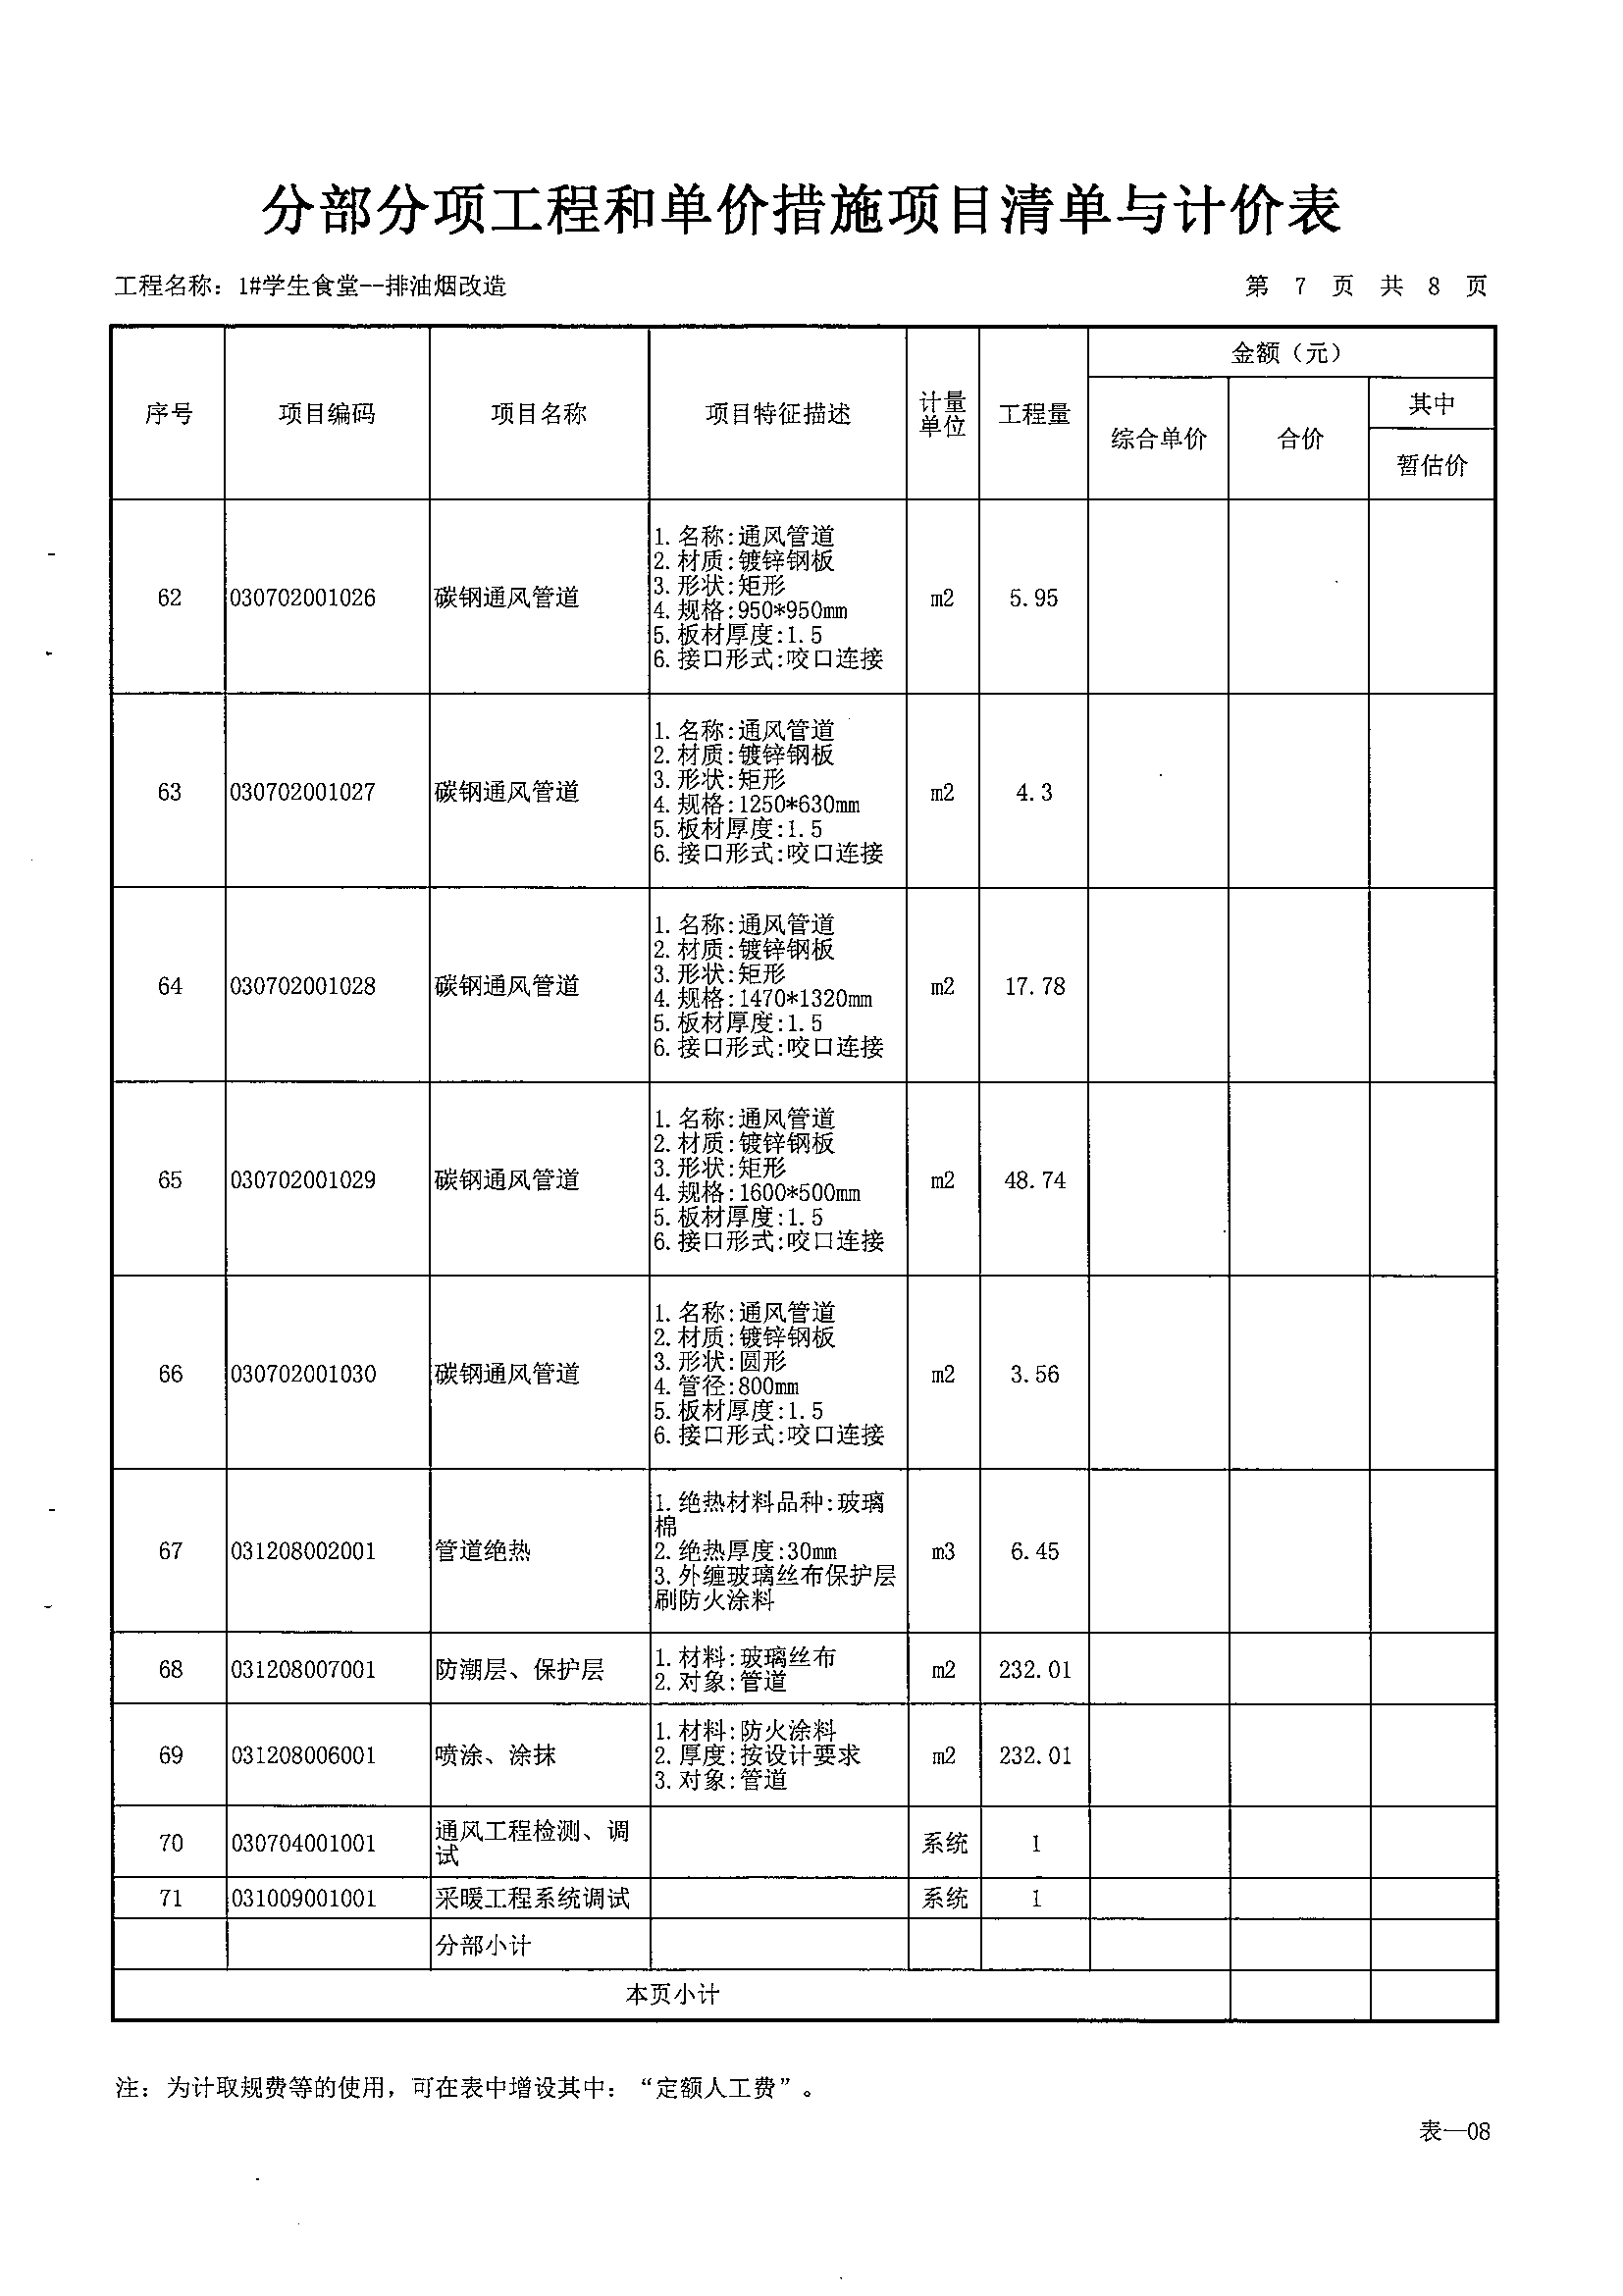 分部分项工程和单价措施项目清单与计价表
工程名称：1#学生食堂--排油烟改造
第 7 页 共 8 页
序号
项目编码
项目名称
项目特征描述
计量
单位
工程量
金额（元）
综合单价
合价
其中
暂估价
62
030702001026
碳钢通风管道
1.名称:通风管道
2.材质:镀锌钢板
3.形状:矩形
4.规格:950*950mm
5.板材厚度:1.5
6.接口形式:咬口连接
m2
5.95
63
030702001027
碳钢通风管道
1.名称:通风管道
2.材质:镀锌钢板
3.形状:矩形
4.规格:1250*630mm
5.板材厚度:1.5
6.接口形式:咬口连接
m2
4.3
64
030702001028
碳钢通风管道
1.名称:通风管道
2.材质:镀锌钢板
3.形状:矩形
4.规格:1470*1320mm
5.板材厚度:1.5
6.接口形式:咬口连接
m2
17.78
65
030702001029
碳钢通风管道
1.名称:通风管道
2.材质:镀锌钢板
3.形状:矩形
4.规格:1600*500mm
5.板材厚度:1.5
6.接口形式:咬口连接
m2
48.74
66
030702001030
碳钢通风管道
1.名称:通风管道
2.材质:镀锌钢板
3.形状:圆形
4.管径:800mm
5.板材厚度:1.5
6.接口形式:咬口连接
m2
3.56
67
031208002001
管道绝热
1.绝热材料品种:玻璃
棉
2.绝热厚度:30mm
3.外缠玻璃丝布保护层
刷防火涂料
m3
6.45
68
031208007001
防潮层、保护层
1.材料:玻璃丝布
2.对象:管道
m2
232.01
69
031208006001
喷涂、涂抹
1.材料:防火涂料
2.厚度:按设计要求
3.对象:管道
m2
232.01
70
030704001001
通风工程检测、调
试
系统
1
71
031009001001
采暖工程系统调试
系统
1
分部小计
本页小计
注：为计取规费等的使用，可在表中增设其中：“定额人工费”。
表—08